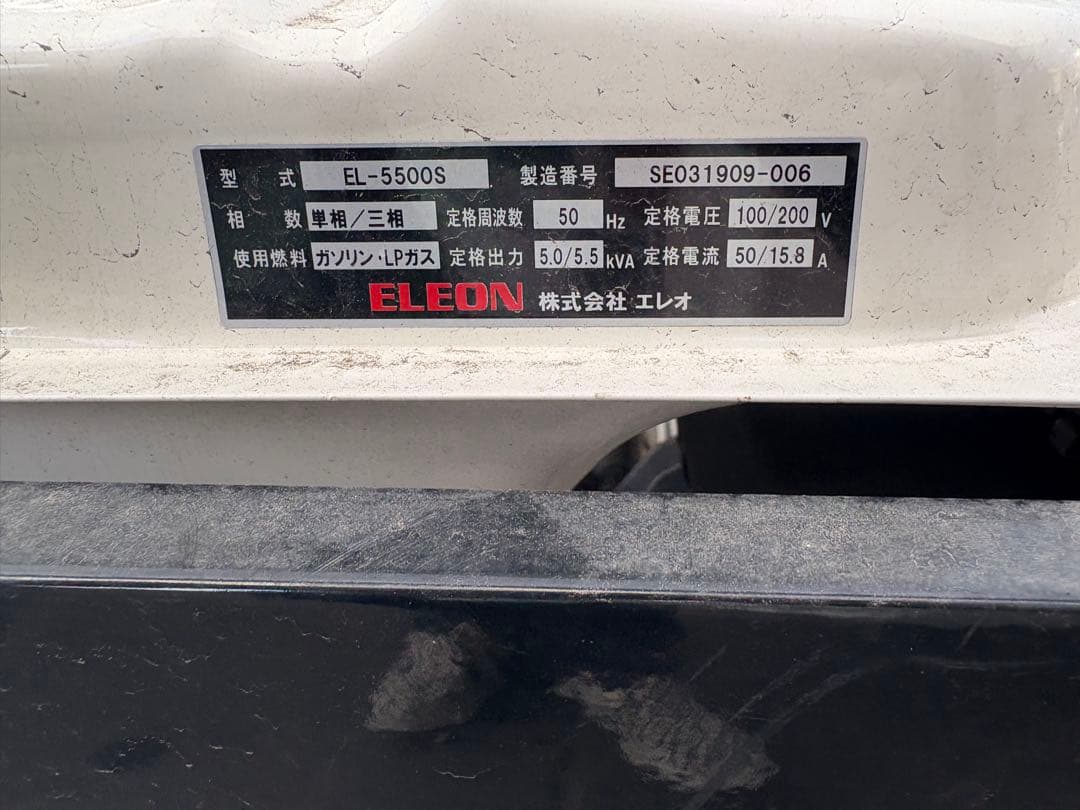 型式 EL-5500S 製造番号 SE031909-006
相数 単相/三相 定格周波数 50 Hz 定格電圧 100/200 V
使用燃料 ガソリン・LPガス 定格出力 5.0/5.5 kVA 定格電流 50/15.8 A
ELEON 株式会社 エレオ